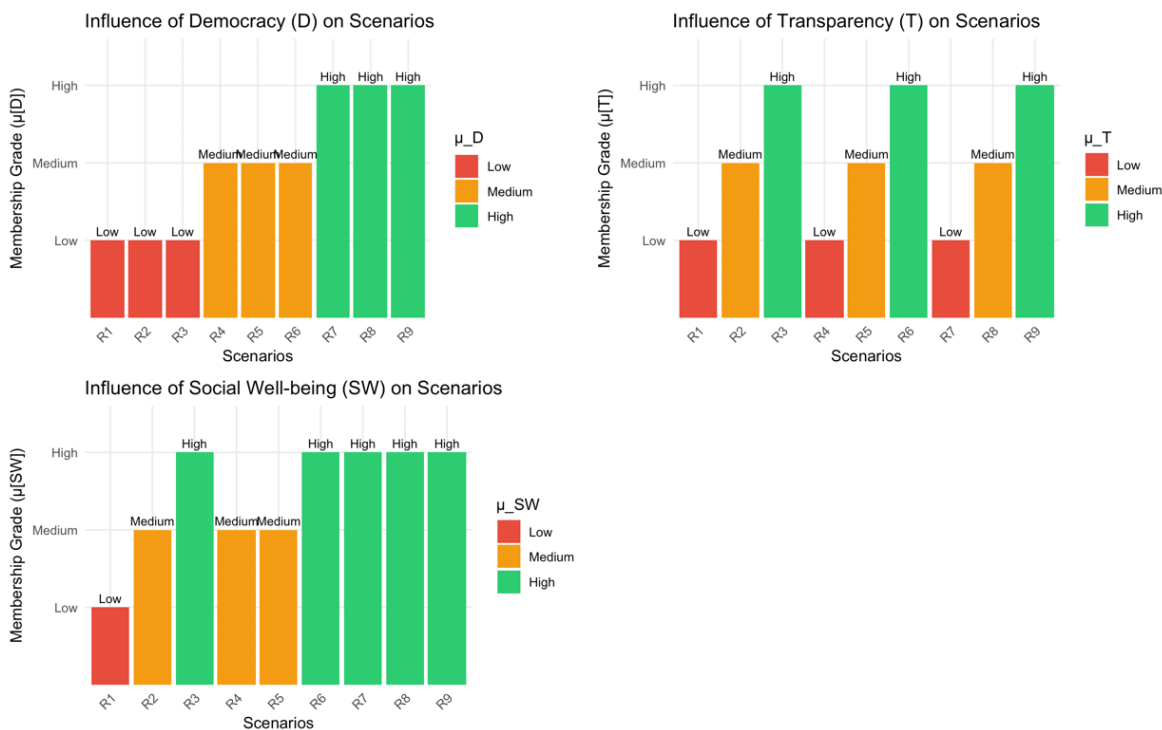 Influence of Democracy (D) on Scenarios
Membership Grade (μ[D])
High
Medium
Low
Low Low Low Medium Medium Medium High High High
R1 R2 R3 R4 R5 R6 R7 R8 R9
Scenarios
μ_D
Low
Medium
High
Influence of Transparency (T) on Scenarios
Membership Grade (μ[T])
High
Medium
Low
Low Medium High Low Medium High Low Medium High
R1 R2 R3 R4 R5 R6 R7 R8 R9
Scenarios
μ_T
Low
Medium
High
Influence of Social Well-being (SW) on Scenarios
Membership Grade (μ[SW])
High
Medium
Low
Low Medium High Medium Medium High High High High
R1 R2 R3 R4 R5 R6 R7 R8 R9
Scenarios
μ_SW
Low
Medium
High